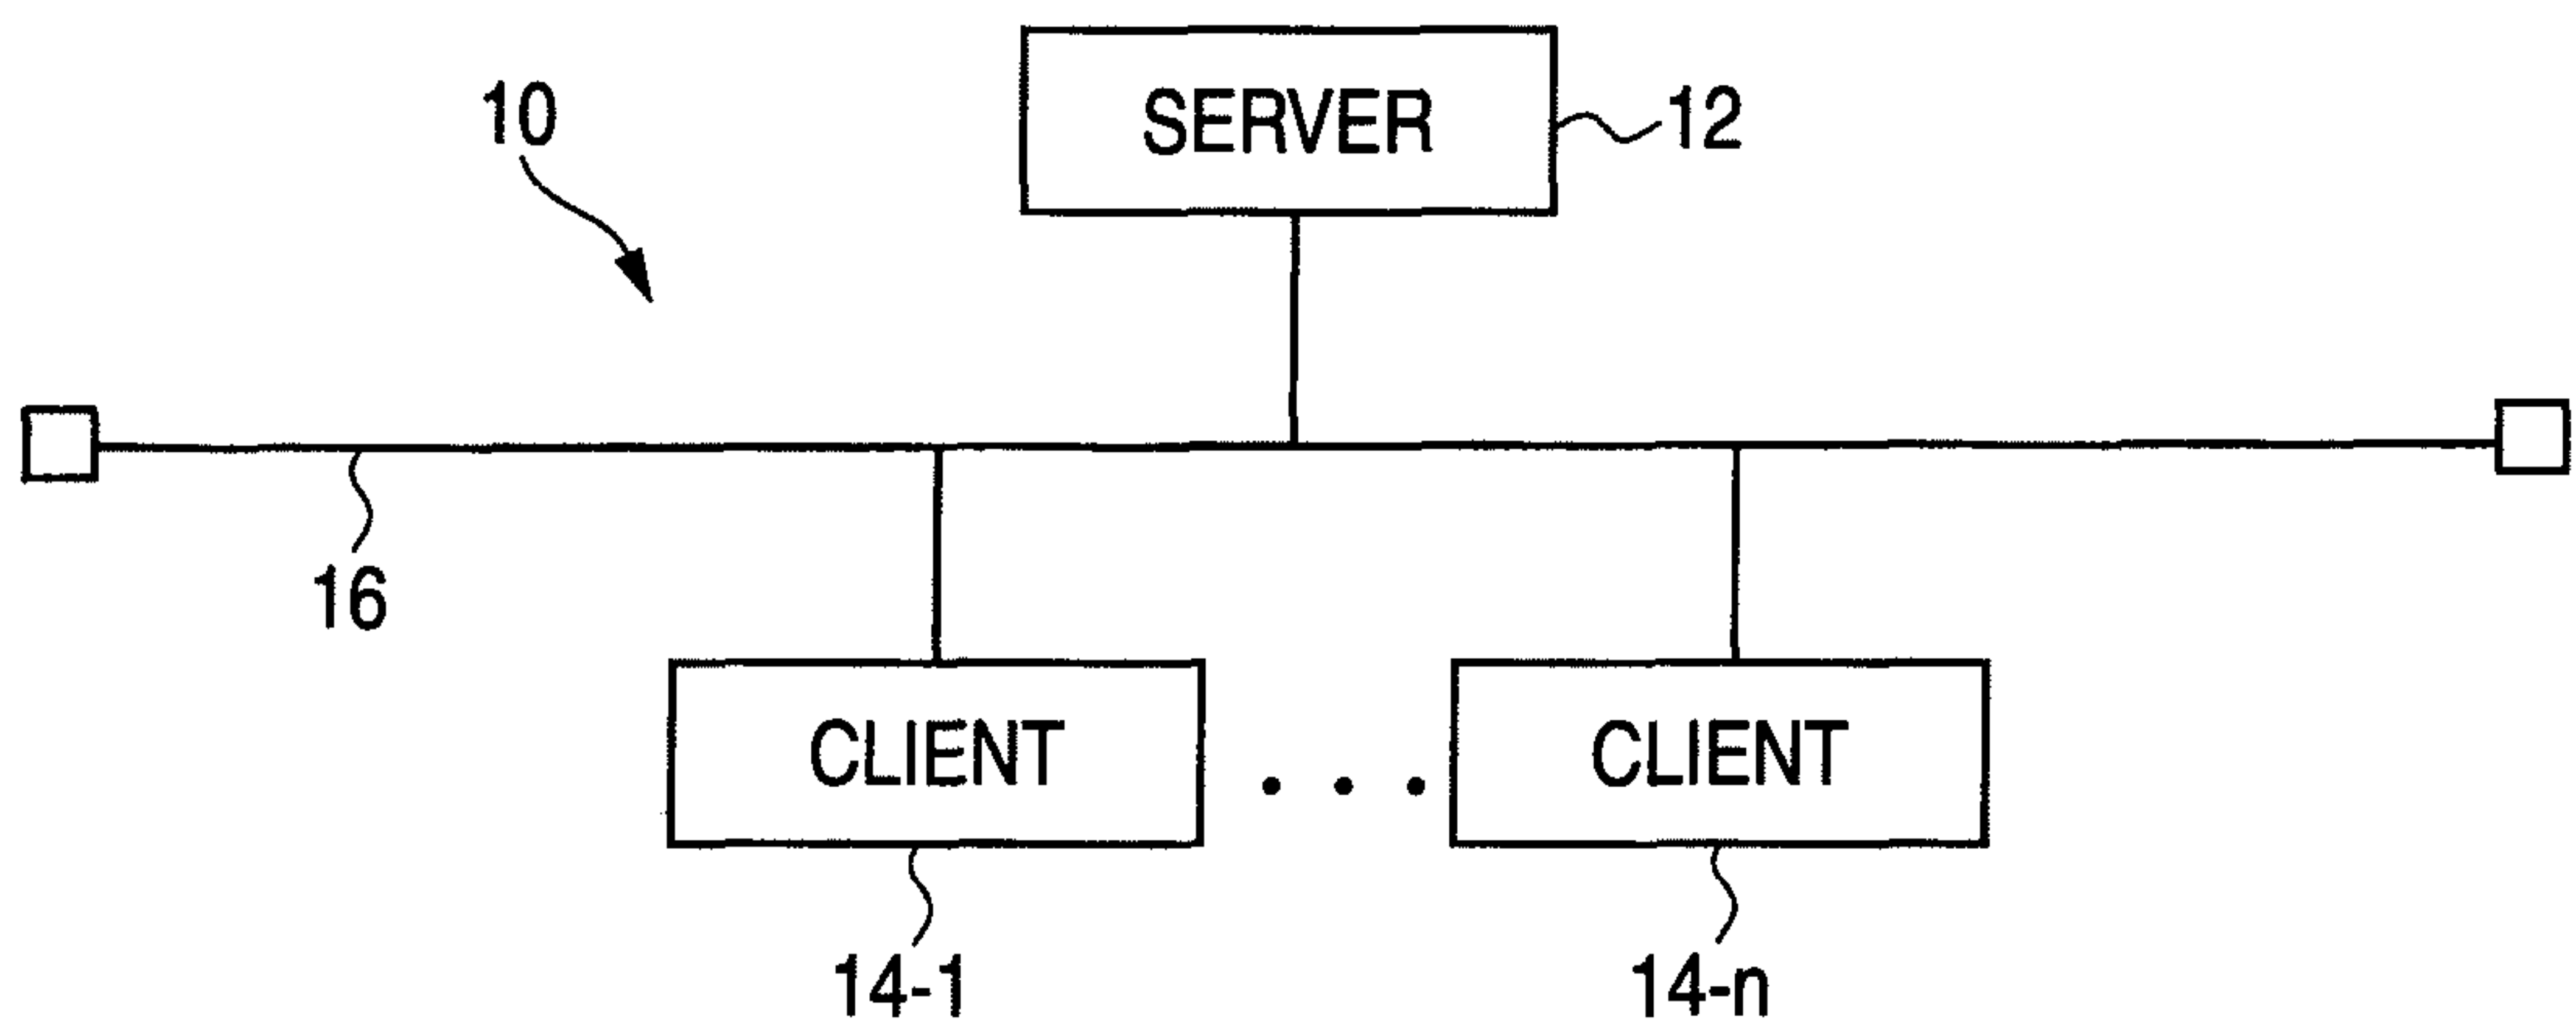 10
SERVER
12
16
CLIENT
. . .
CLIENT
14-1
14-n